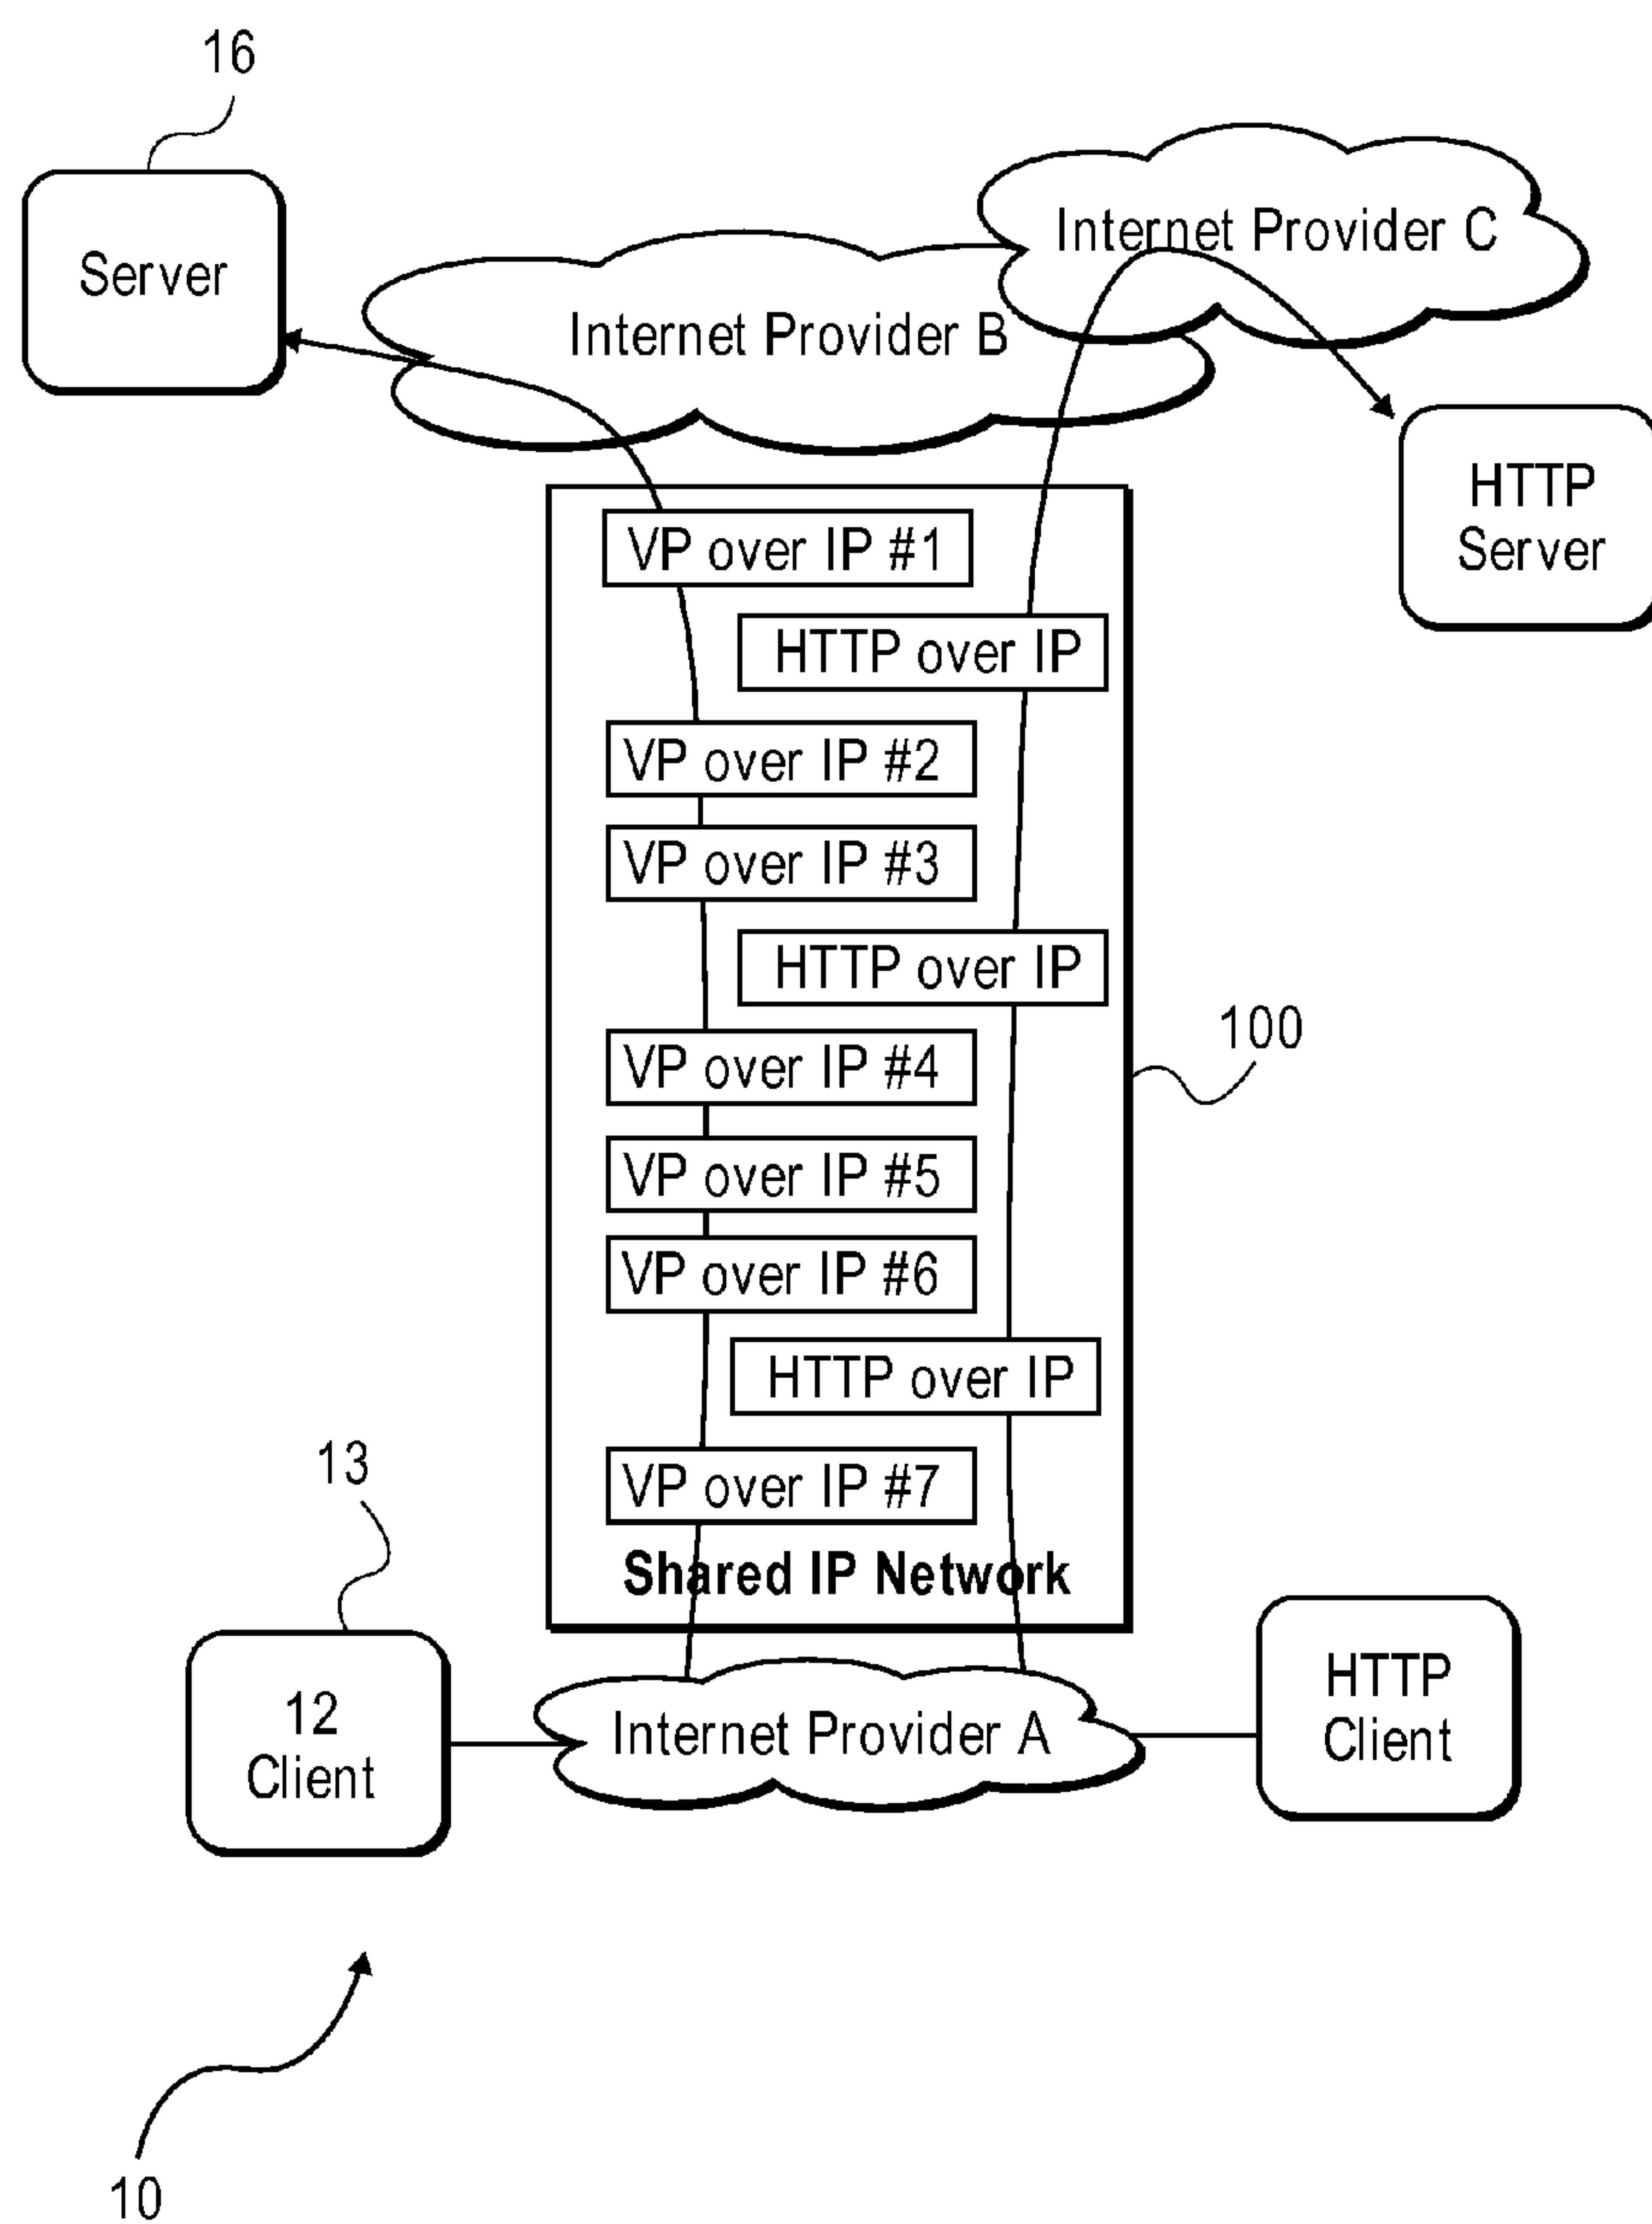 16
Server
Internet Provider C
Internet Provider B
HTTP
Server
VP over IP #1
HTTP over IP
VP over IP #2
VP over IP #3
HTTP over IP
100
VP over IP #4
VP over IP #5
VP over IP #6
HTTP over IP
13
VP over IP #7
Shared IP Network
12
Client
Internet Provider A
HTTP
Client
10